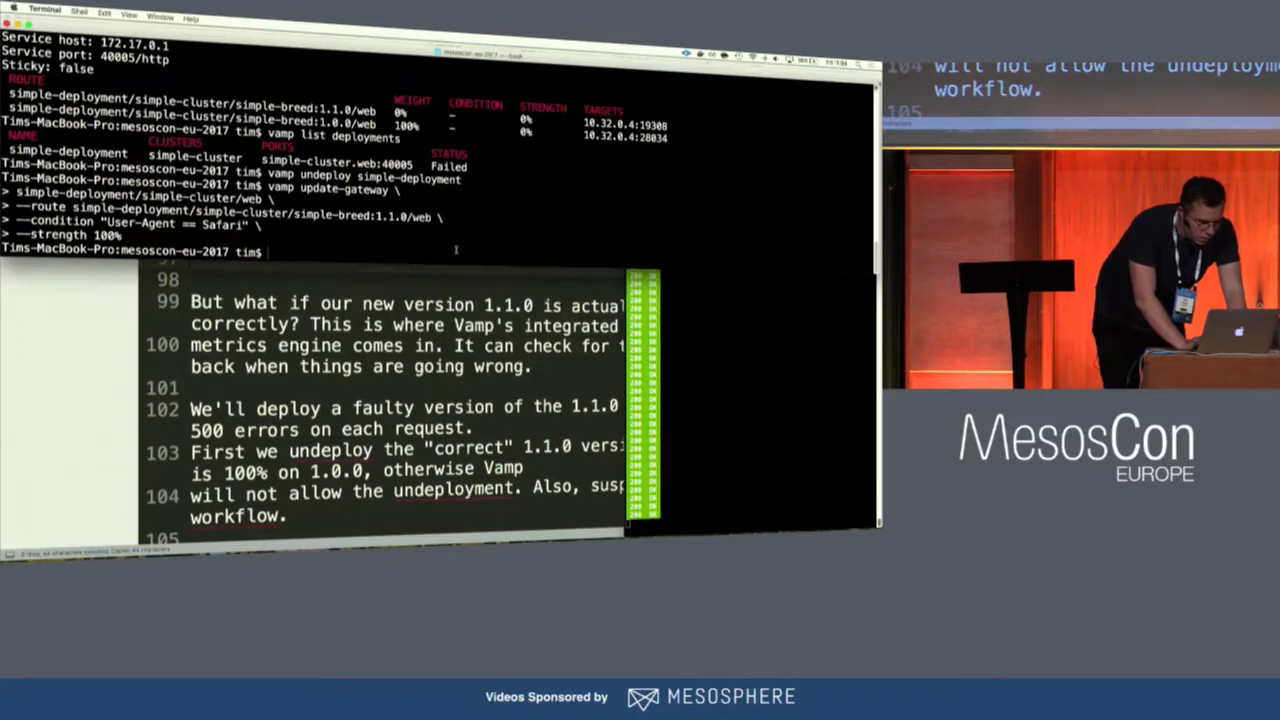 Terminal Shell Edit View Window Help
Service host: 172.17.0.1
Service port: 40005/http
Sticky: false
ROUTE WEIGHT CONDITION STRENGTH TARGETS
simple-deployment/simple-cluster/simple-breed:1.1.0/web 0% – 0% 10.32.0.4:19308
simple-deployment/simple-cluster/simple-breed:1.1.0/web 100% – 0% 10.32.0.4:28034
Tims-MacBook-Pro:mesoscon-eu-2017 tim$ vamp list deployments
NAME CLUSTERS PORTS STATUS
simple-deployment simple-cluster simple-cluster.web:40005 Failed
Tims-MacBook-Pro:mesoscon-eu-2017 tim$ vamp undeploy simple-deployment
Tims-MacBook-Pro:mesoscon-eu-2017 tim$ vamp update-gateway \
> simple-deployment/simple-cluster/web \
> --route simple-deployment/simple-cluster/simple-breed:1.1.0/web \
> --condition "User-Agent == Safari" \
> --strength 100%
Tims-MacBook-Pro:mesoscon-eu-2017 tim$
98
99 But what if our new version 1.1.0 is actual
correctly? This is where Vamp's integrated
100 metrics engine comes in. It can check for t
back when things are going wrong.
101
102 We'll deploy a faulty version of the 1.1.0
500 errors on each request.
103 First we undeploy the "correct" 1.1.0 versi
is 100% on 1.0.0, otherwise Vamp
104 will not allow the undeployment. Also, susp
workflow.
105
200 OK
104 will not allow the undeploym
workflow.
105
MesosCon
EUROPE
Videos Sponsored by MESOSPHERE